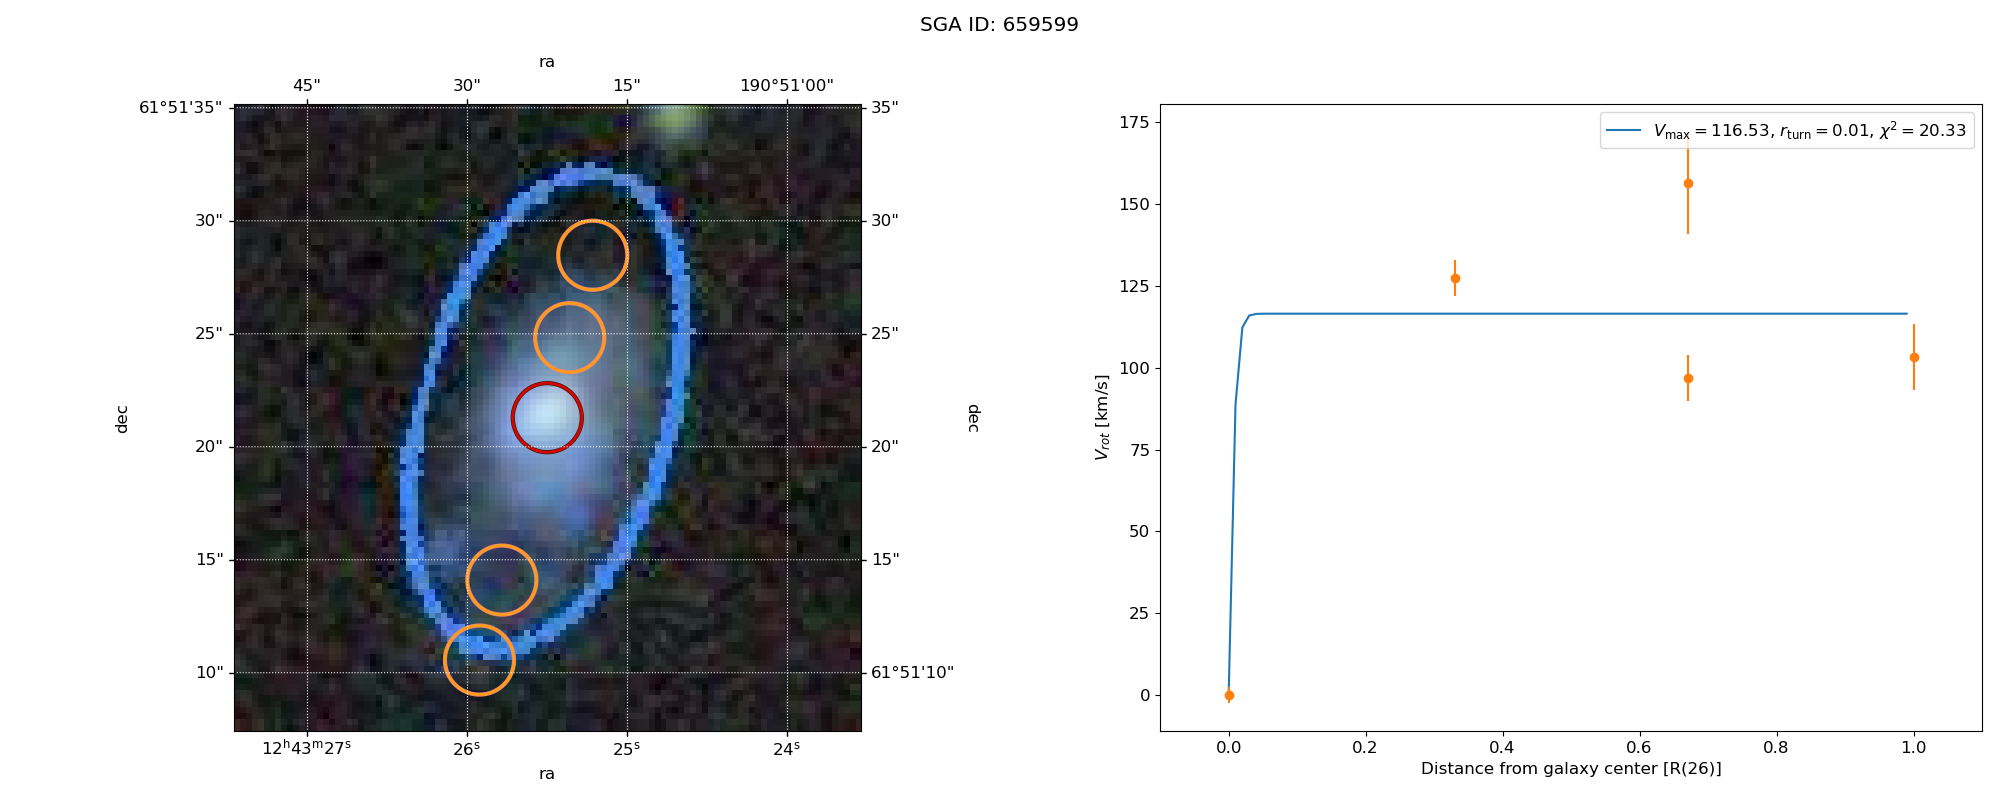 SGA ID: 659599
ra
45" 30" 15" 190°51'00"
61°51'35" 35"
30" 30"
25" 25"
dec dec
20" 20"
15" 15"
10" 61°51'10"
12ʰ43ᵐ27ˢ 26ˢ 25ˢ 24ˢ
ra
V_max = 116.53, r_turn = 0.01, χ² = 20.33
175
150
125
100
75
50
25
0
V_rot [km/s]
0.0 0.2 0.4 0.6 0.8 1.0
Distance from galaxy center [R(26)]